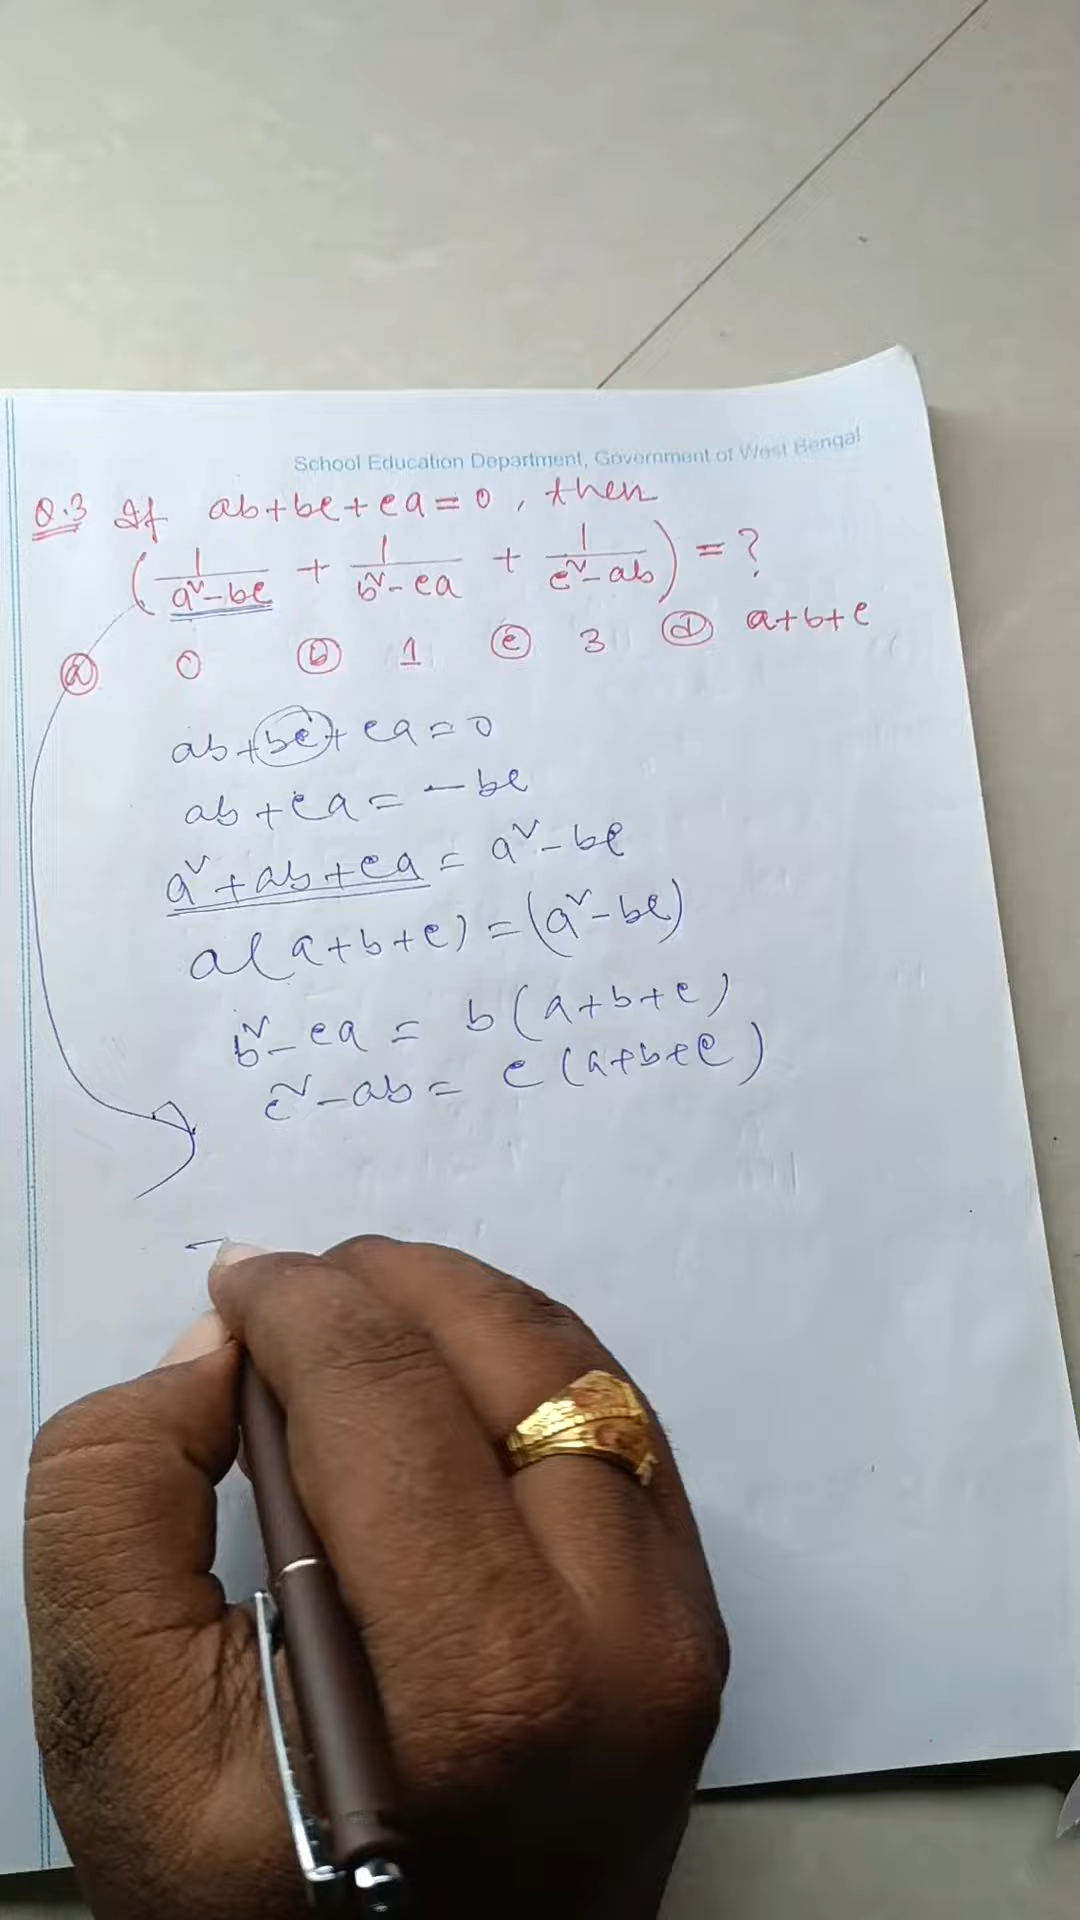 School Education Department, Government of West Bengal
Q.3 If ab+bc+ca=0, then
(1/(a²-bc) + 1/(b²-ca) + 1/(c²-ab)) = ?
(a) 0 (b) 1 (c) 3 (d) a+b+c
ab+bc+ca=0
ab+ca=-bc
a²+ab+ca=a²-bc
a(a+b+c)=(a²-bc)
b²-ca=b(a+b+c)
c²-ab=c(a+b+c)